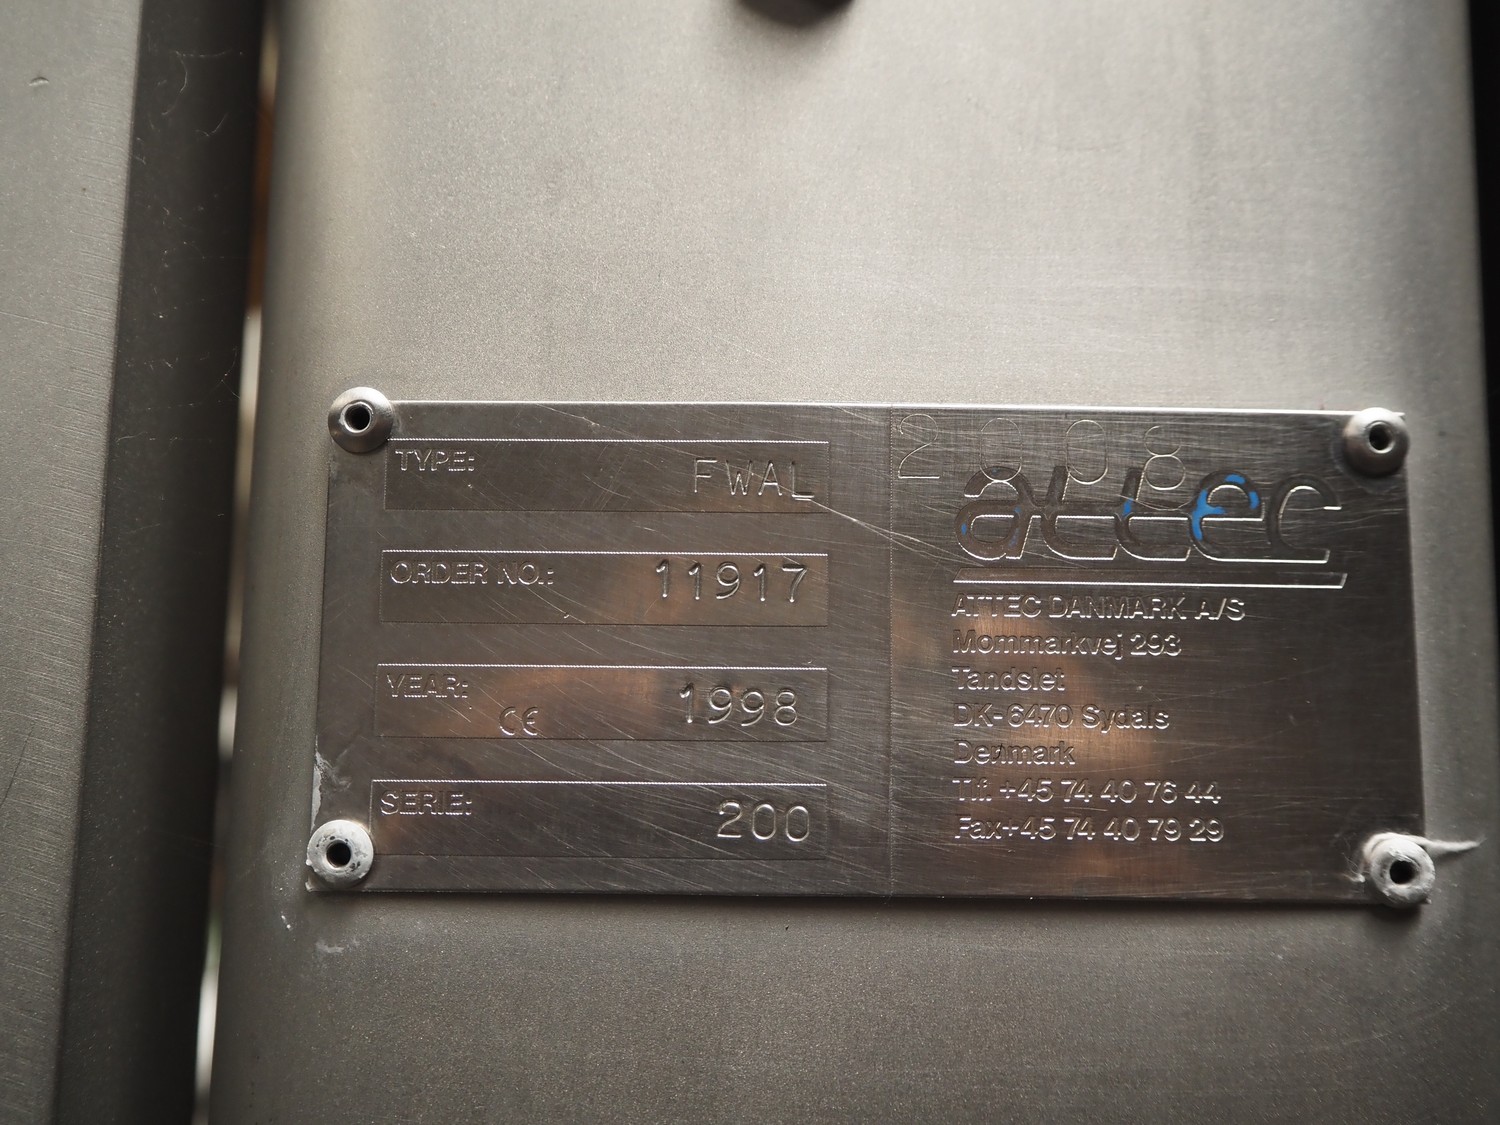 TYPE: FWAL
ORDER NO.: 11917
YEAR: CE 1998
SERIE: 200
2008
attec
ATTEC DANMARK A/S
Mommarkvej 293
Tandslet
DK-6470 Sydals
Denmark
Tlf. +45 74 40 76 44
Fax+45 74 40 79 29